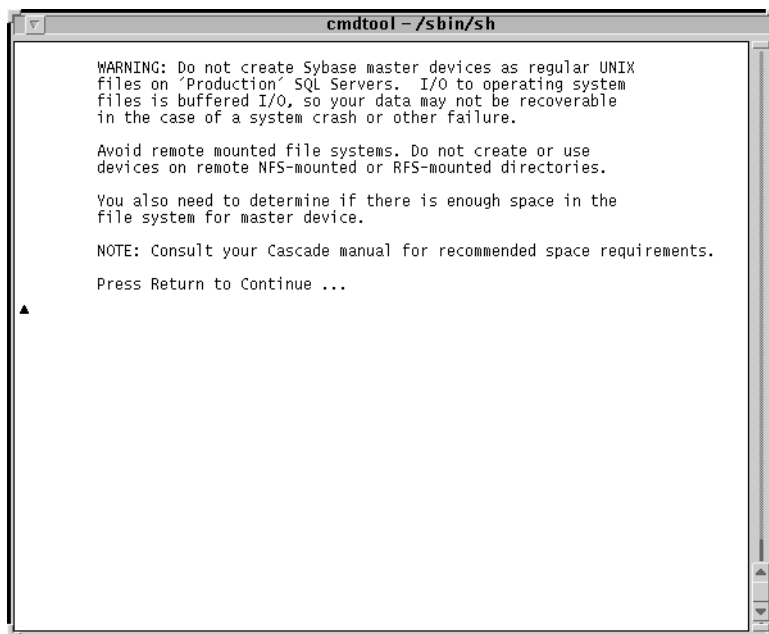 cmdtool – /sbin/sh
WARNING: Do not create Sybase master devices as regular UNIX
files on ´Production´ SQL Servers.  I/O to operating system
files is buffered I/O, so your data may not be recoverable
in the case of a system crash or other failure.
Avoid remote mounted file systems. Do not create or use
devices on remote NFS-mounted or RFS-mounted directories.
You also need to determine if there is enough space in the
file system for master device.
NOTE: Consult your Cascade manual for recommended space requirements.
Press Return to Continue ...